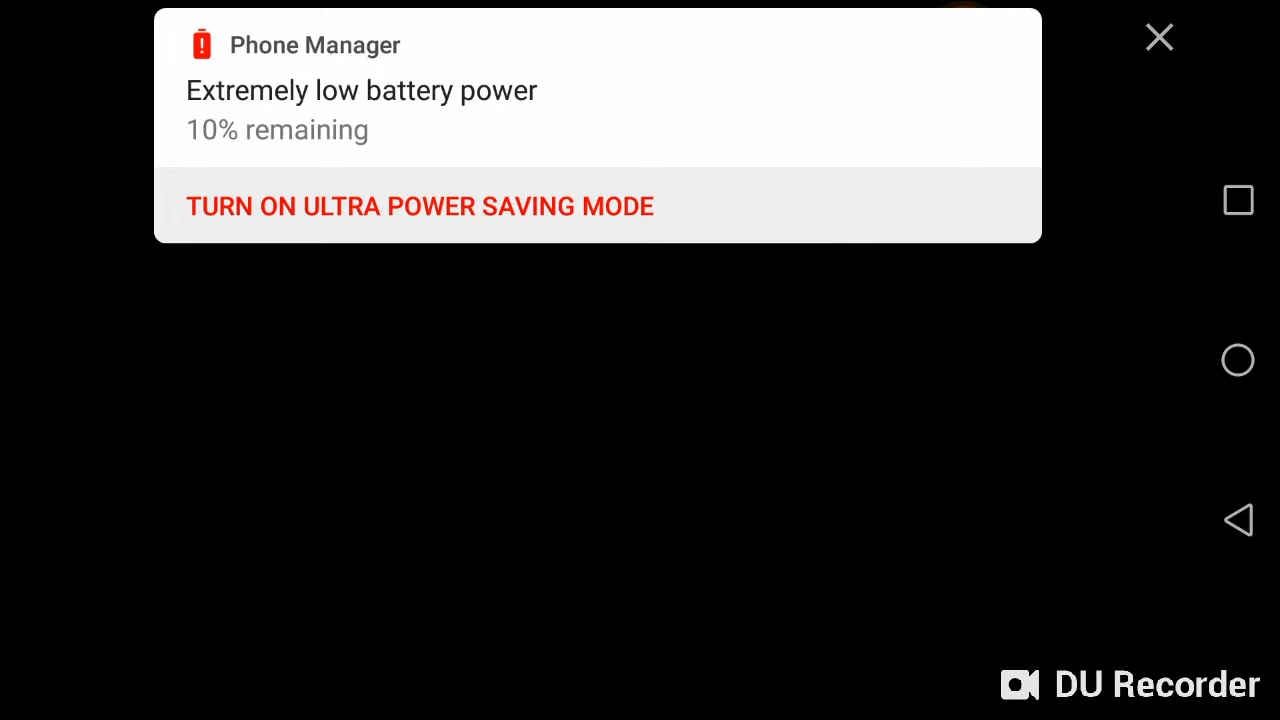 Phone Manager
Extremely low battery power
10% remaining
TURN ON ULTRA POWER SAVING MODE
DU Recorder